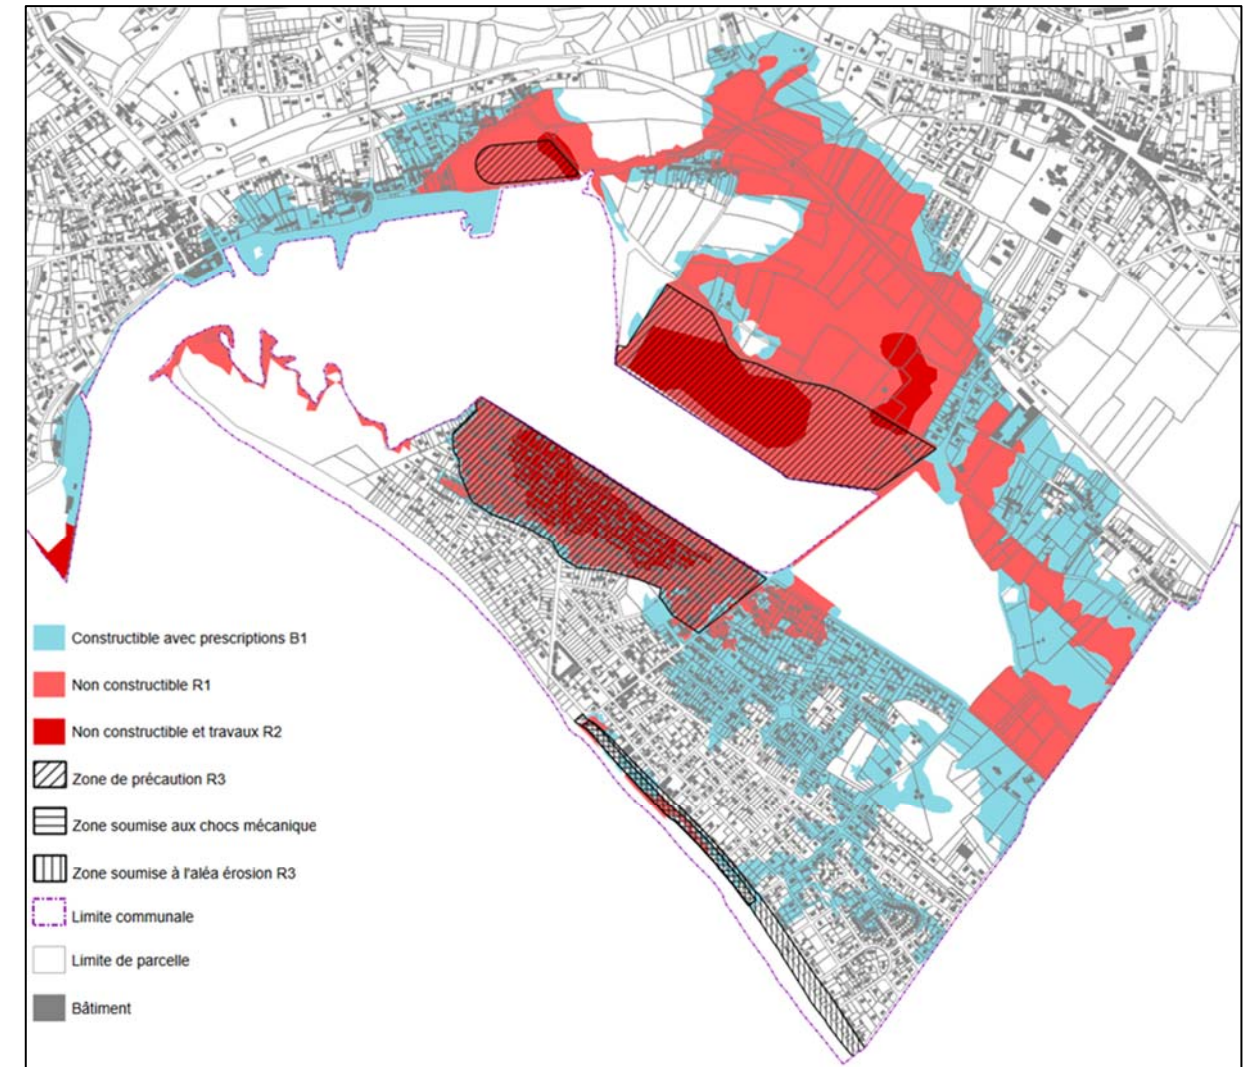 Constructible avec prescriptions B1
Non constructible R1
Non constructible et travaux R2
Zone de précaution R3
Zone soumise aux chocs mécanique
Zone soumise à l'aléa érosion R3
Limite communale
Limite de parcelle
Bâtiment